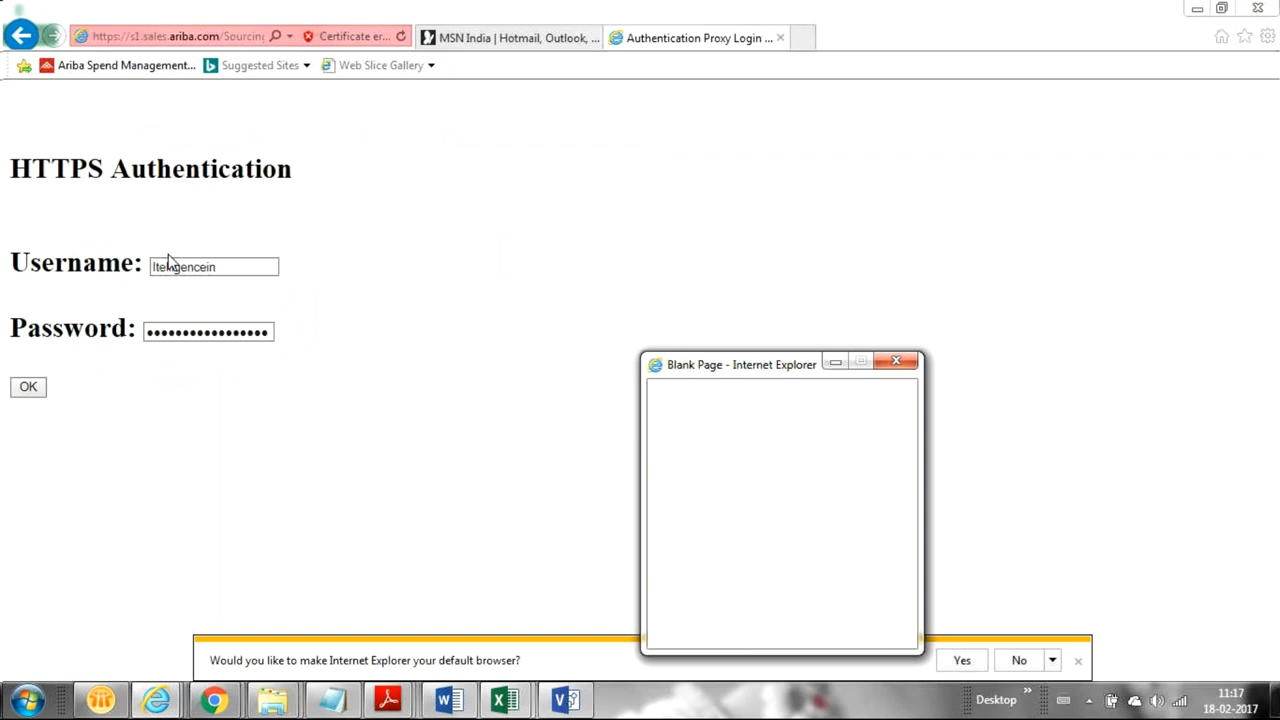 https://s1.sales.ariba.com/Sourcing
Certificate er...
MSN India | Hotmail, Outlook, ...
Authentication Proxy Login ...
Ariba Spend Management...
Suggested Sites
Web Slice Gallery
HTTPS Authentication
Username:
Password:
OK
Blank Page - Internet Explorer
Would you like to make Internet Explorer your default browser?
Yes
No
Desktop
11:17
18-02-2017